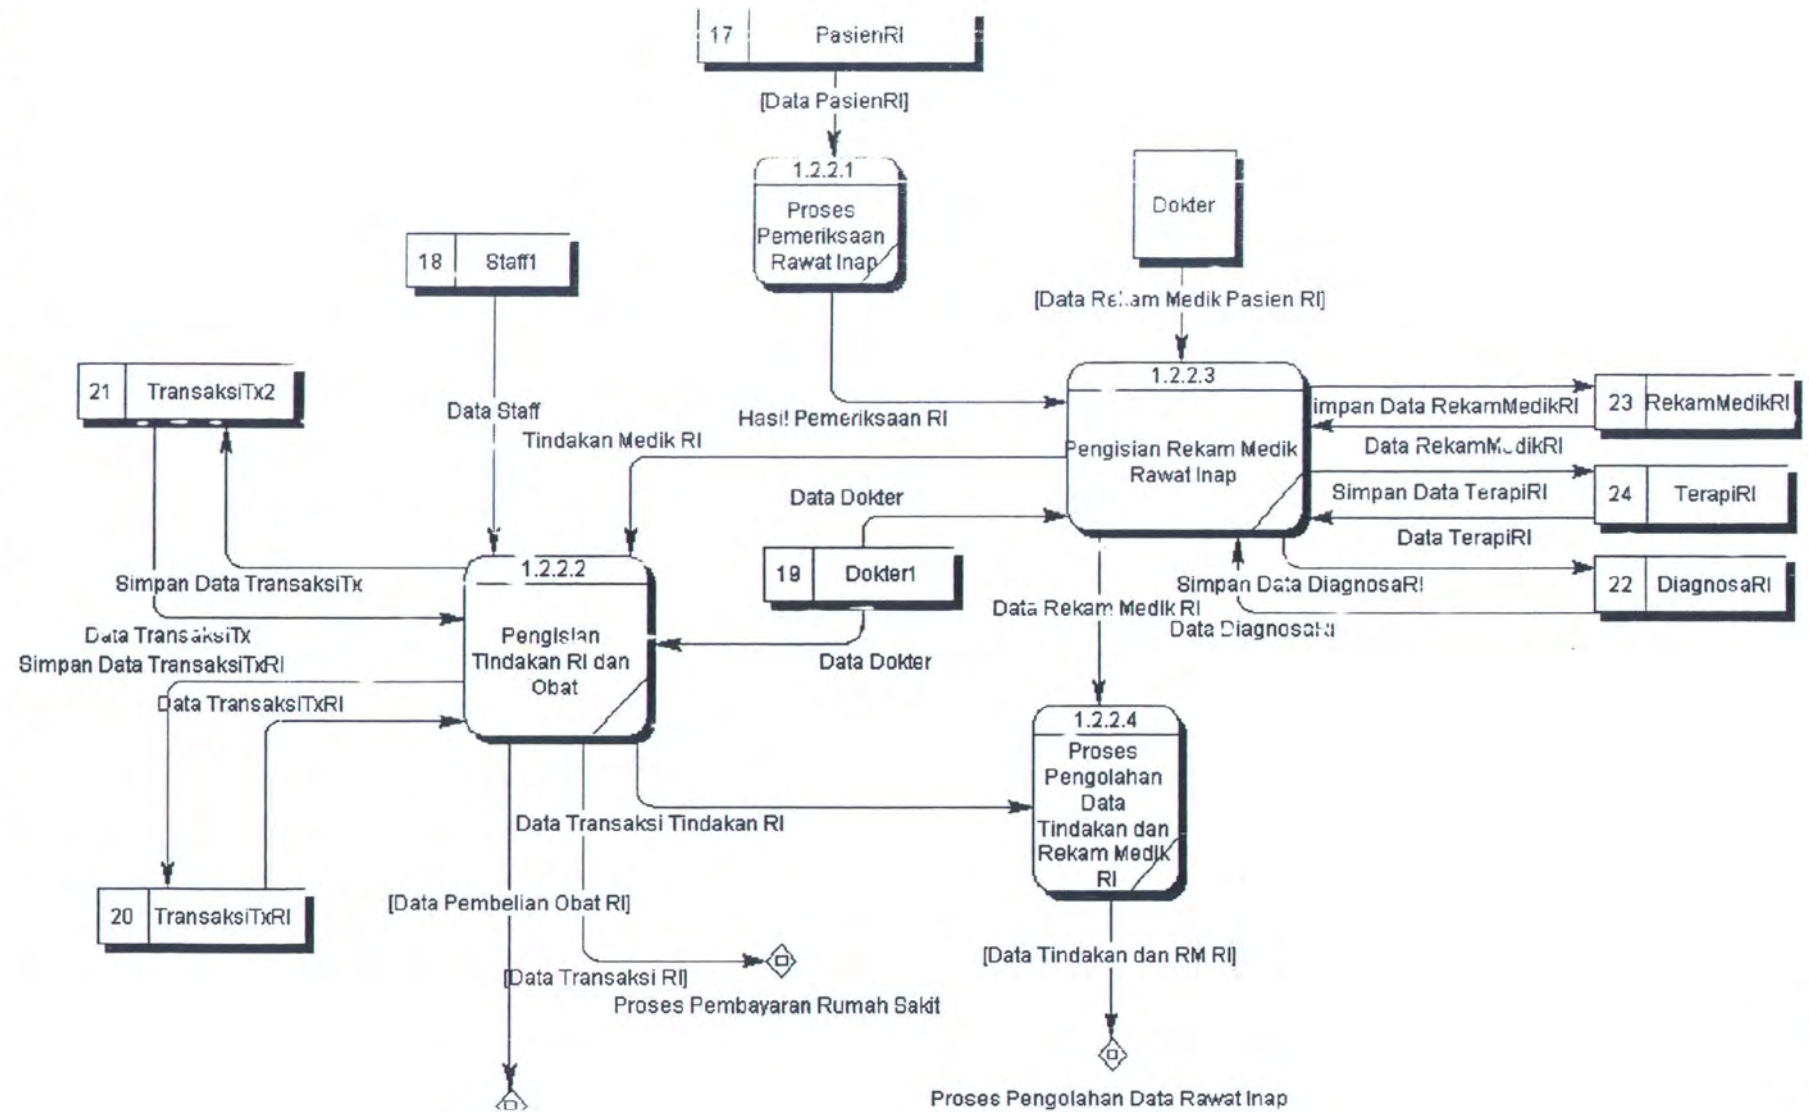 17 PasienRI
[Data PasienRI]
1.2.2.1
Proses
Pemeriksaan
Rawat Inap
Dokter
18 Staff1
[Data Rekam Medik Pasien RI]
1.2.2.3
Pengisian Rekam Medik
Rawat Inap
21 TransaksiTx2
Data Staff
Tindakan Medik RI
Hasil Pemeriksaan RI
impan Data RekamMedikRI
23 RekamMedikRI
Data RekamMedikRI
Simpan Data TerapiRI
24 TerapiRI
Data TerapiRI
Data Dokter
19 Dokter1
Data Dokter
Simpan Data DiagnosaRI
22 DiagnosaRI
Data DiagnosaRI
Data Rekam Medik RI
Simpan Data TransaksiTx
1.2.2.2
Pengisian
Tindakan RI dan
Obat
Data TransaksiTx
Simpan Data TransaksiTxRI
Data TransaksiTxRI
1.2.2.4
Proses
Pengolahan
Data
Tindakan dan
Rekam Medik
RI
Data Transaksi Tindakan RI
20 TransaksiTxRI
[Data Pembelian Obat RI]
[Data Transaksi RI]
Proses Pembayaran Rumah Sakit
[Data Tindakan dan RM RI]
Proses Pengolahan Data Rawat Inap